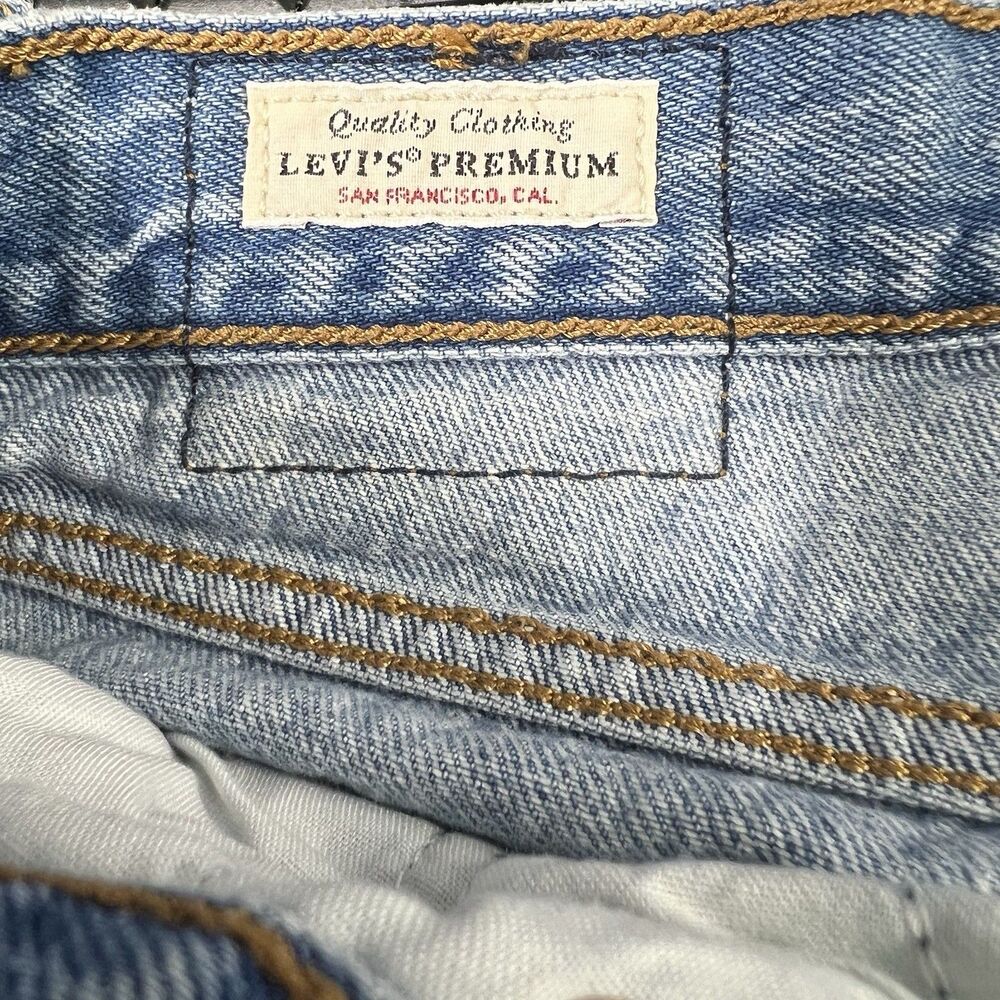 Quality Clothing
LEVI'S® PREMIUM
SAN FRANCISCO, CAL.